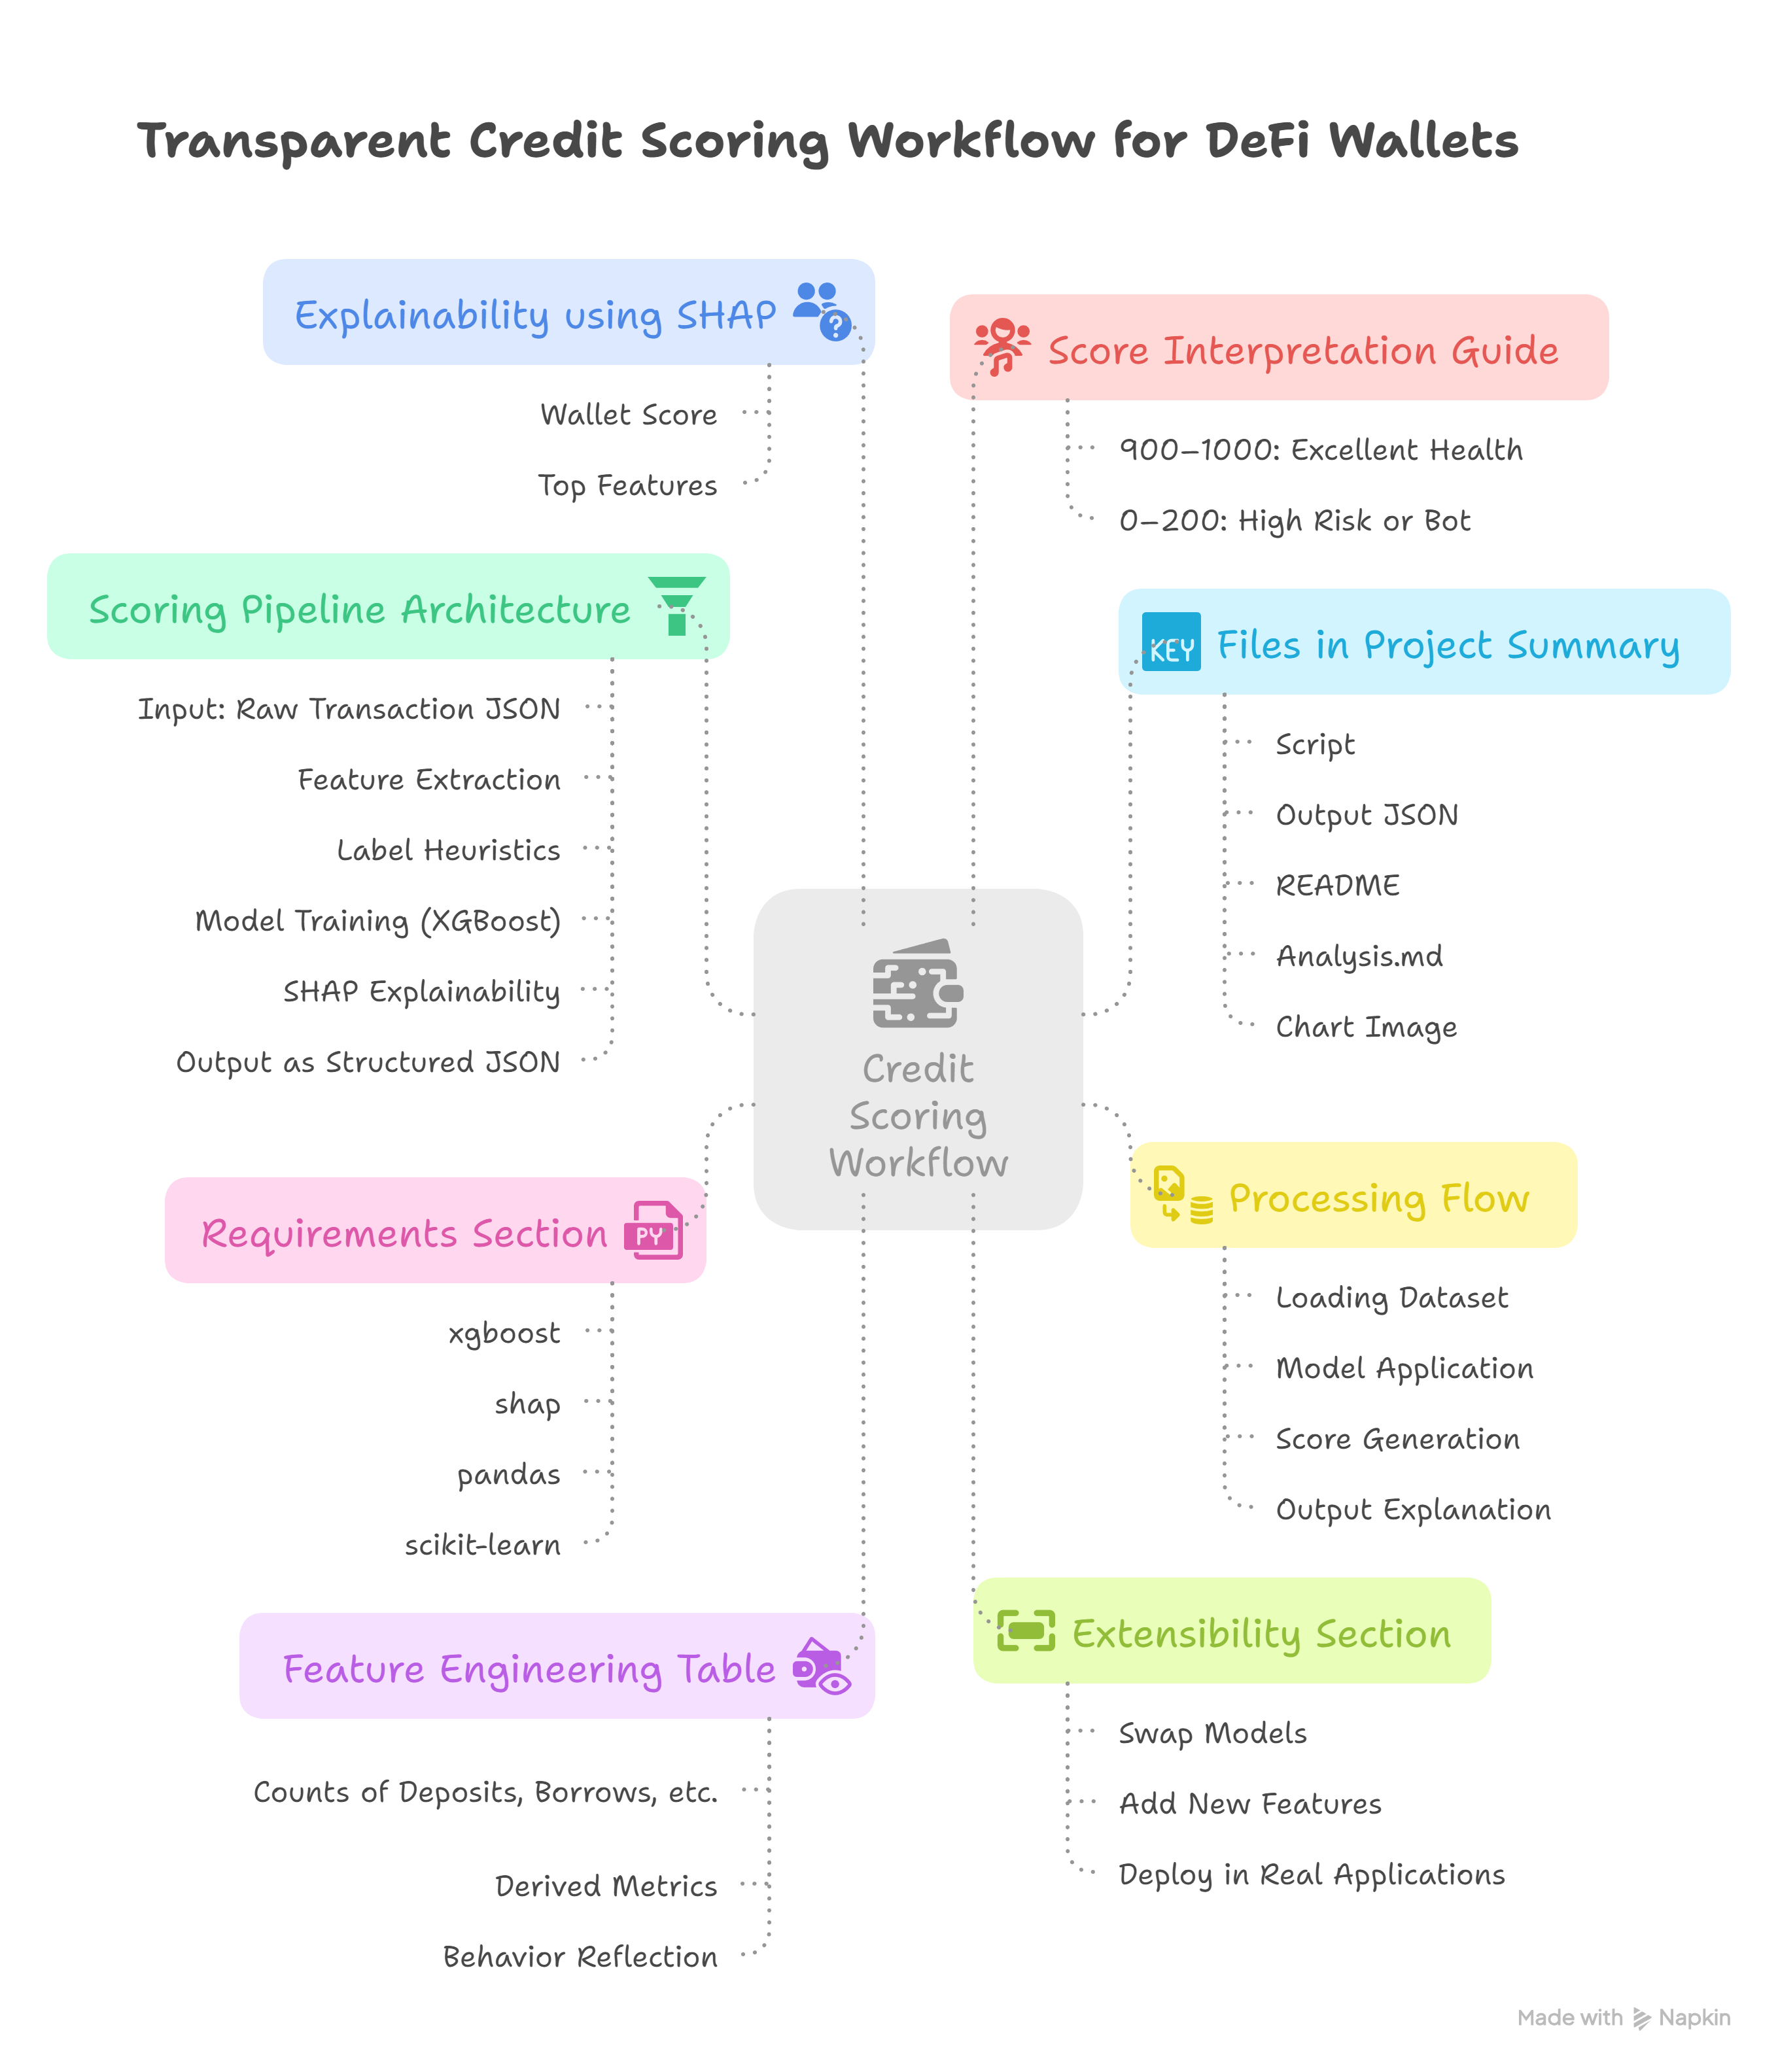 Transparent Credit Scoring Workflow for DeFi Wallets
Explainability using SHAP
Wallet Score
Top Features
Scoring Pipeline Architecture
Input: Raw Transaction JSON
Feature Extraction
Label Heuristics
Model Training (XGBoost)
SHAP Explainability
Output as Structured JSON
Requirements Section
PY
xgboost
shap
pandas
scikit-learn
Feature Engineering Table
Counts of Deposits, Borrows, etc.
Derived Metrics
Behavior Reflection
Credit
Scoring
Workflow
Score Interpretation Guide
900–1000: Excellent Health
0–200: High Risk or Bot
KEY
Files in Project Summary
Script
Output JSON
README
Analysis.md
Chart Image
Processing Flow
Loading Dataset
Model Application
Score Generation
Output Explanation
Extensibility Section
Swap Models
Add New Features
Deploy in Real Applications
Made with Napkin